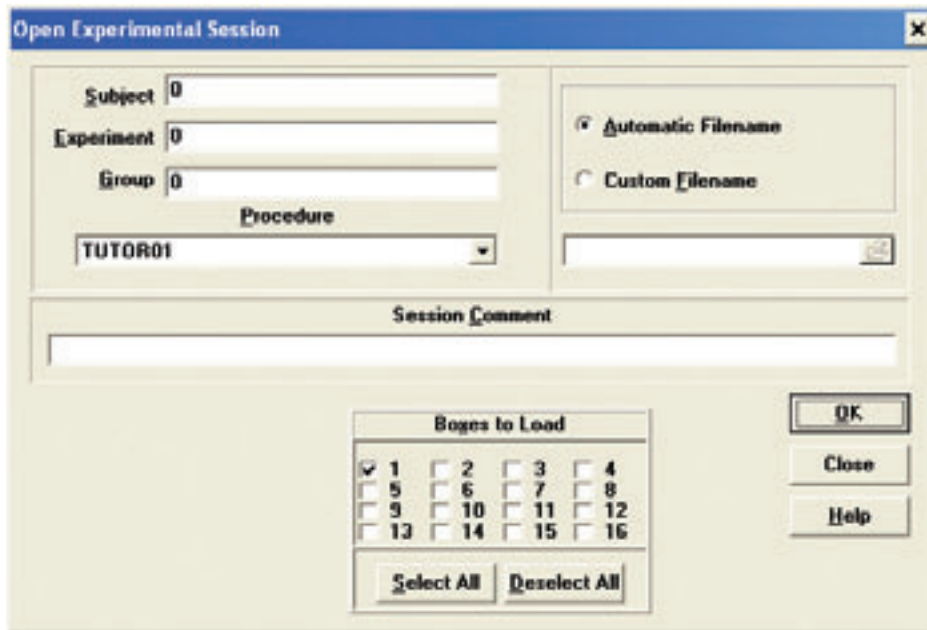 Open Experimental Session
Subject 0
Experiment 0
Group 0
Procedure
TUTOR01
Automatic Filename
Custom Filename
Session Comment
Boxes to Load
1 2 3 4
5 6 7 8
9 10 11 12
13 14 15 16
Select All Deselect All
OK
Close
Help